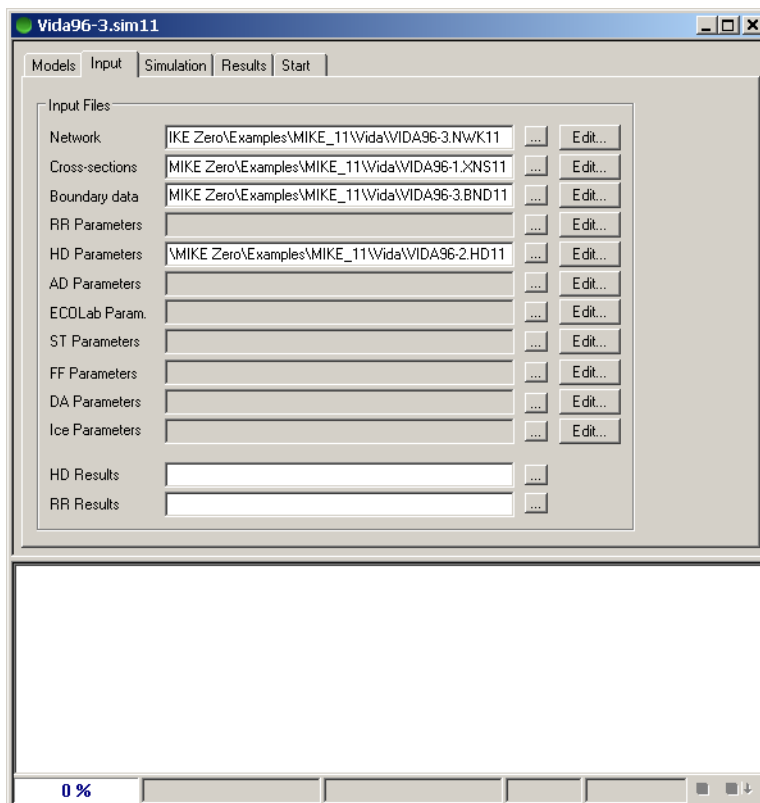 Vida96-3.sim11
Models Input Simulation Results Start
Input Files
Network IKE Zero\Examples\MIKE_11\Vida\VIDA96-3.NWK11 ... Edit...
Cross-sections MIKE Zero\Examples\MIKE_11\Vida\VIDA96-1.XNS11 ... Edit...
Boundary data MIKE Zero\Examples\MIKE_11\Vida\VIDA96-3.BND11 ... Edit...
RR Parameters ... Edit...
HD Parameters \MIKE Zero\Examples\MIKE_11\Vida\VIDA96-2.HD11 ... Edit...
AD Parameters ... Edit...
ECOLab Param. ... Edit...
ST Parameters ... Edit...
FF Parameters ... Edit...
DA Parameters ... Edit...
Ice Parameters ... Edit...
HD Results ...
RR Results ...
0 %